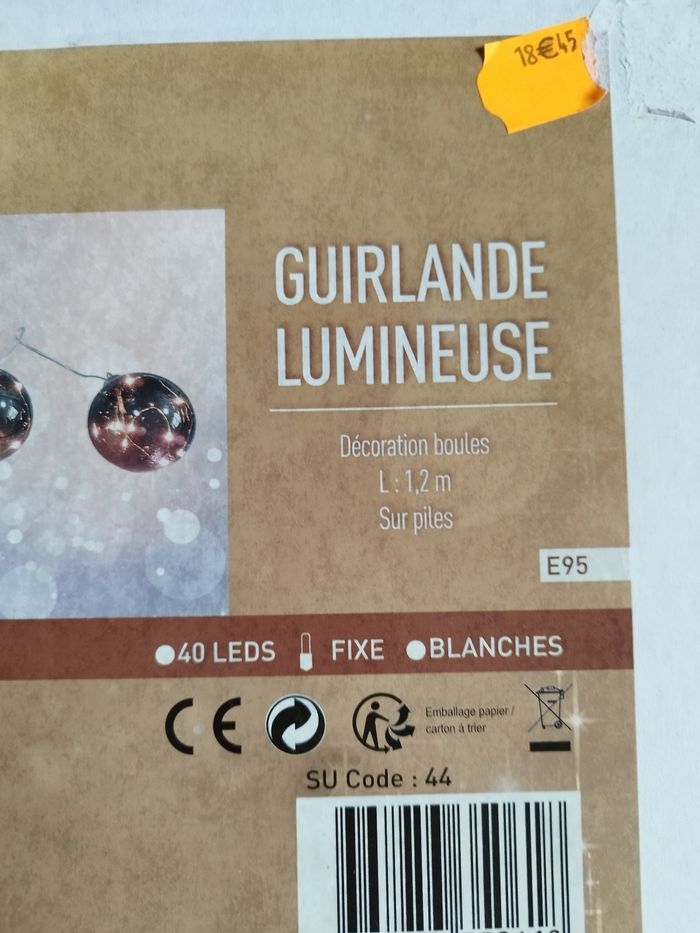 18€45
GUIRLANDE
LUMINEUSE
Décoration boules
L : 1,2 m
Sur piles
E95
40 LEDS FIXE BLANCHES
CE
Emballage papier /
carton à trier
SU Code : 44